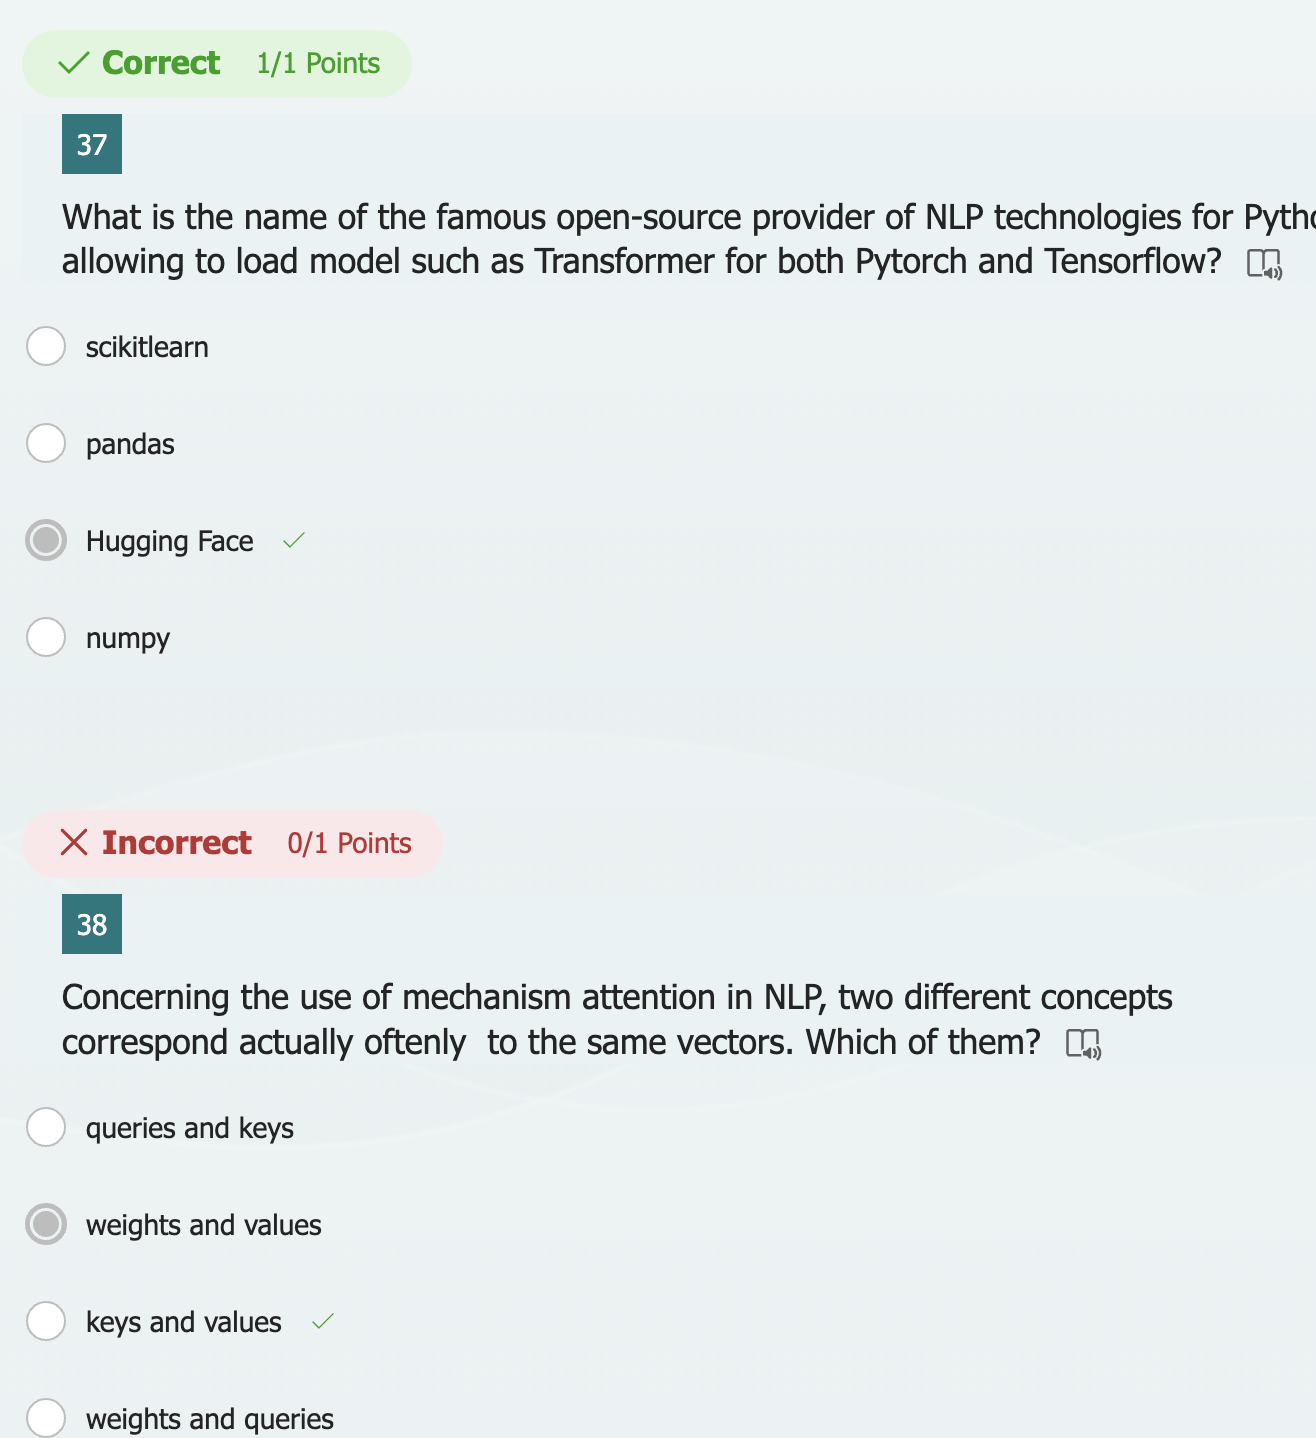 Correct 1/1 Points
37
What is the name of the famous open-source provider of NLP technologies for
allowing to load model such as Transformer for both Pytorch and Tensorflow?
scikitlearn
pandas
Hugging Face
numpy
Incorrect 0/1 Points
38
Concerning the use of mechanism attention in NLP, two different concepts
correspond actually oftenly to the same vectors. Which of them?
queries and keys
weights and values
keys and values
weights and queries